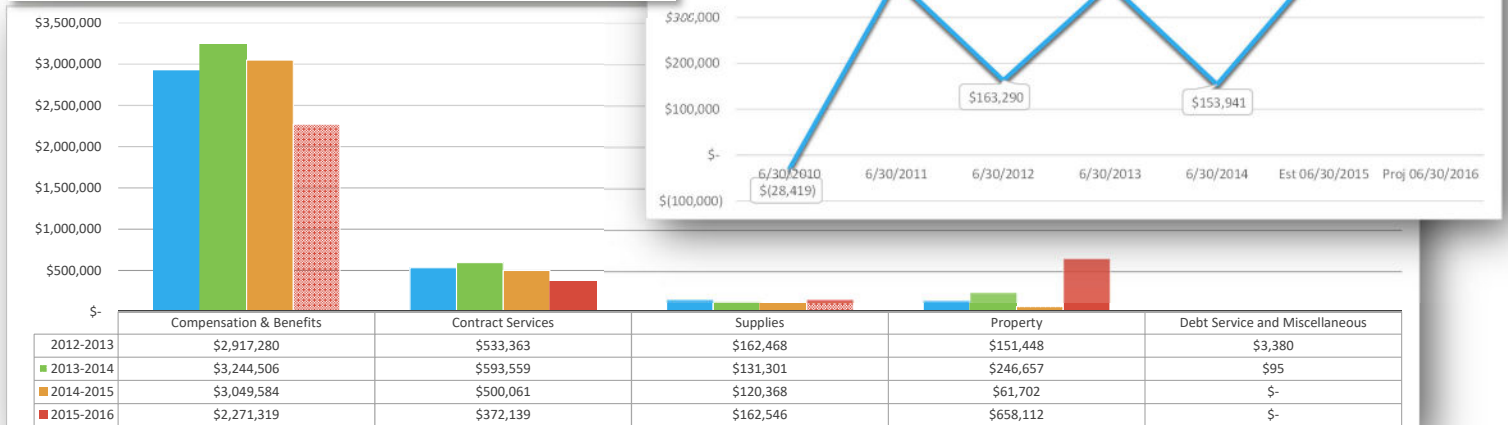 $3,500,000
$3,000,000
$2,500,000
$2,000,000
$1,500,000
$1,000,000
$500,000
$-
Compensation & Benefits Contract Services Supplies Property Debt Service and Miscellaneous
2012-2013 $2,917,280 $533,363 $162,468 $151,448 $3,380
2013-2014 $3,244,506 $593,559 $131,301 $246,657 $95
2014-2015 $3,049,584 $500,061 $120,368 $61,702 $-
2015-2016 $2,271,319 $372,139 $162,546 $658,112 $-
$300,000
$200,000
$100,000
$-
$(100,000)
$163,290
$153,941
6/30/2010 6/30/2011 6/30/2012 6/30/2013 6/30/2014 Est 06/30/2015 Proj 06/30/2016
$(28,419)